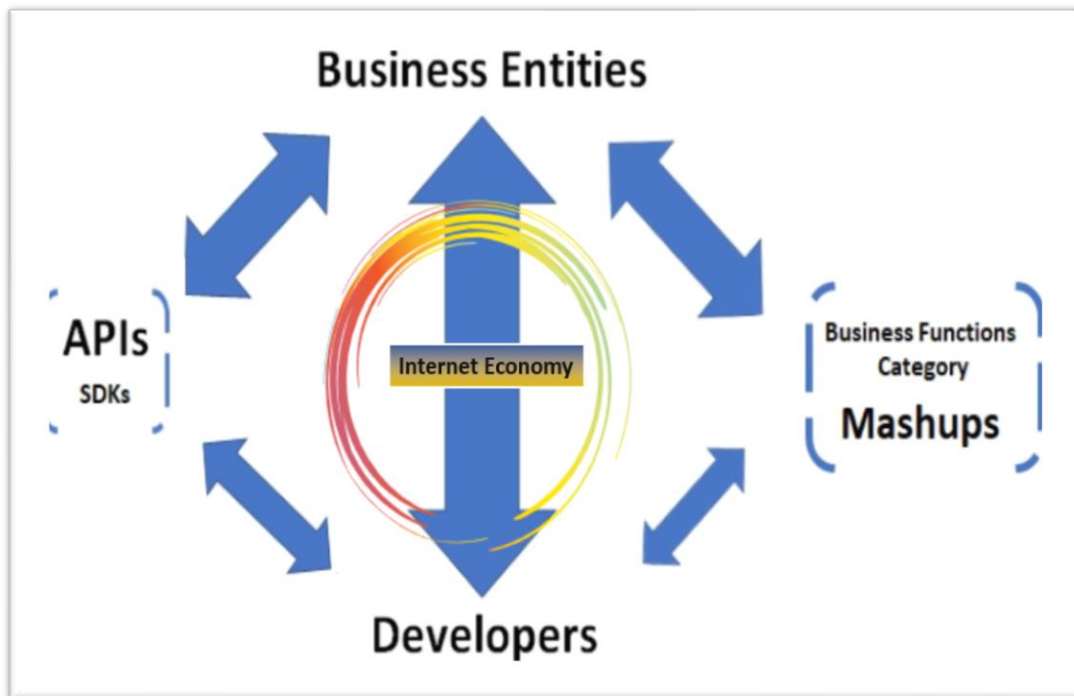 Business Entities
APIs
SDKs
Internet Economy
Business Functions
Category
Mashups
Developers